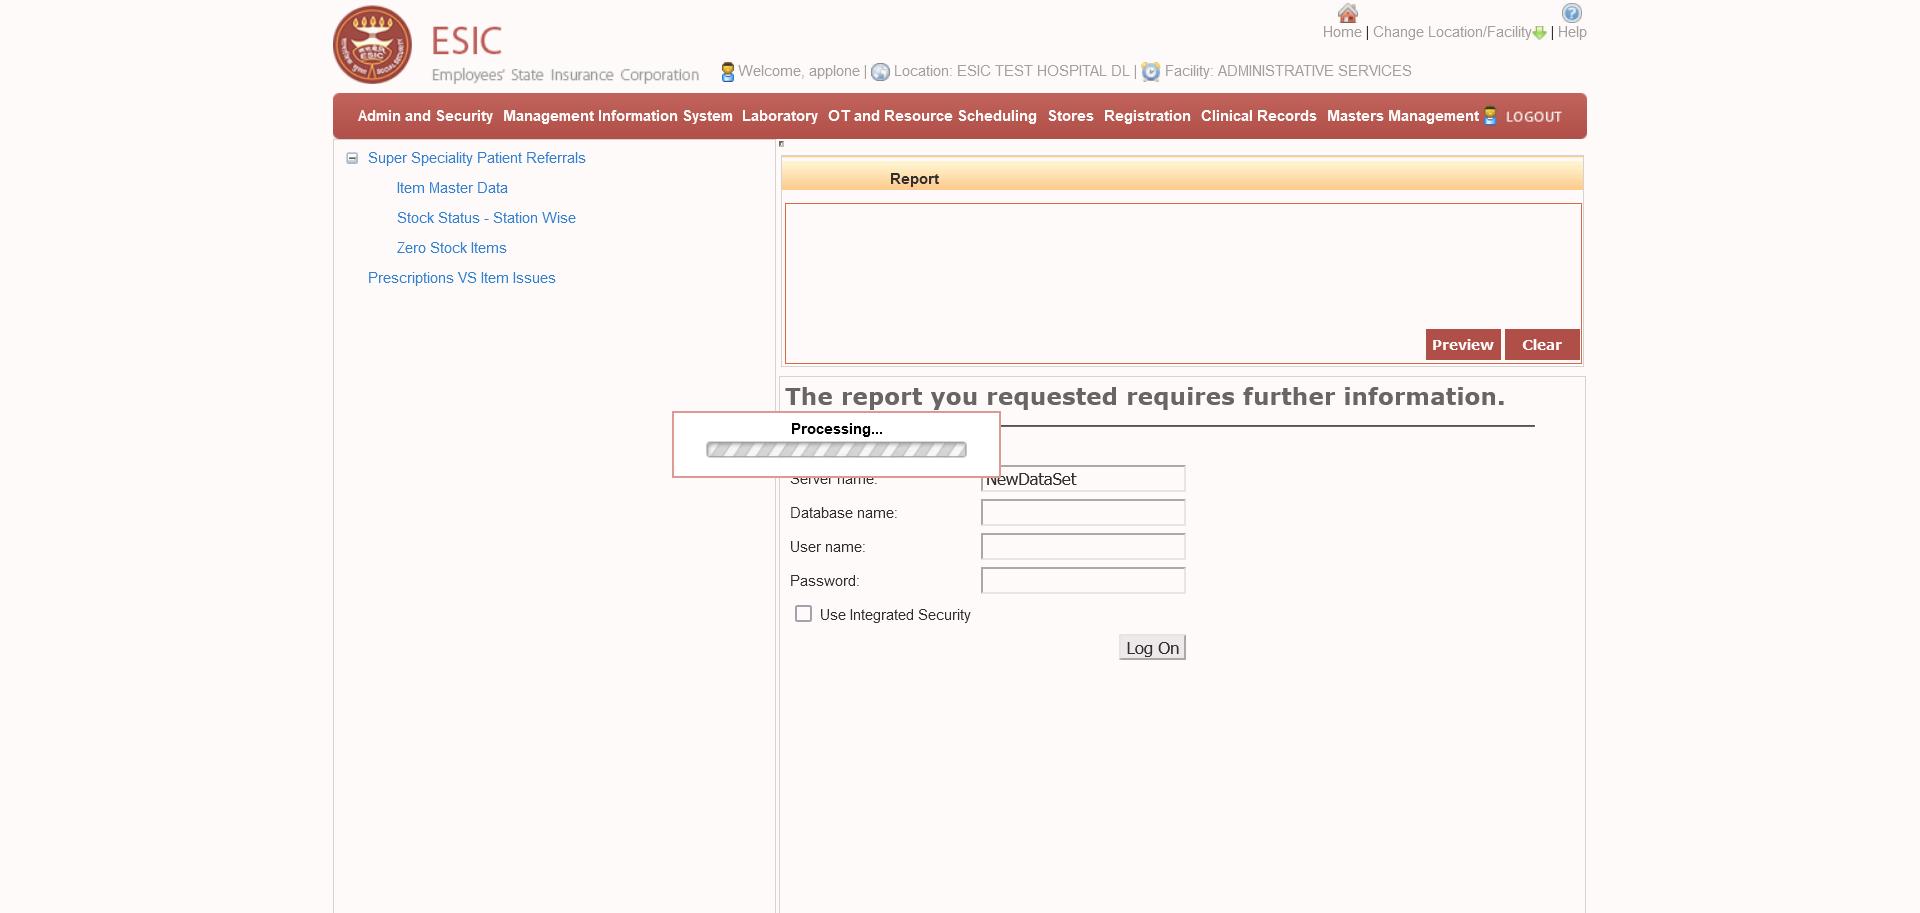 ESIC
Employees' State Insurance Corporation
Home | Change Location/Facility | Help
Welcome, applone | Location: ESIC TEST HOSPITAL DL | Facility: ADMINISTRATIVE SERVICES
Admin and Security Management Information System Laboratory OT and Resource Scheduling Stores Registration Clinical Records Masters Management LOGOUT
Super Speciality Patient Referrals
Item Master Data
Stock Status - Station Wise
Zero Stock Items
Prescriptions VS Item Issues
Report
Preview Clear
The report you requested requires further information.
Processing...
Server name: NewDataSet
Database name:
User name:
Password:
Use Integrated Security
Log On